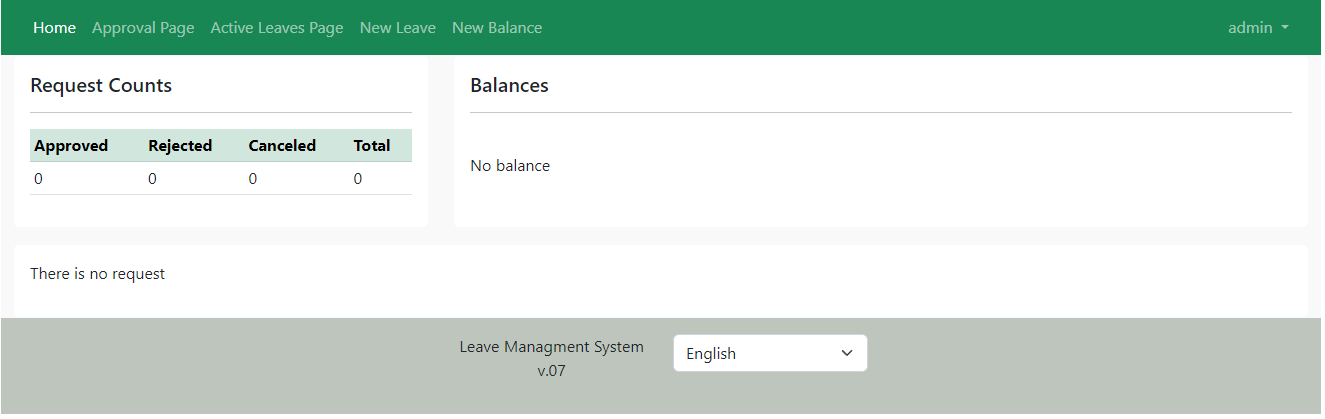 Home Approval Page Active Leaves Page New Leave New Balance admin
Request Counts
Approved Rejected Canceled Total
0 0 0 0
Balances
No balance
There is no request
Leave Managment System
v.07
English